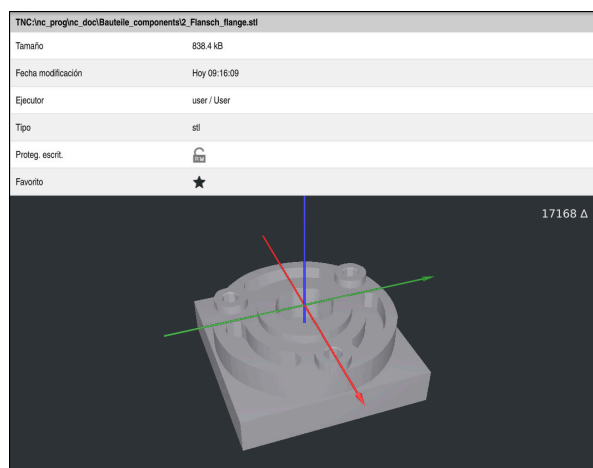 TNC:\nc_prog\nc_doc\Bauteile_components\2_Flansch_flange.stl
Tamaño 838.4 kB
Fecha modificación Hoy 09:16:09
Ejecutor user / User
Tipo stl
Proteg. escrit. RW
Favorito
17168 Δ